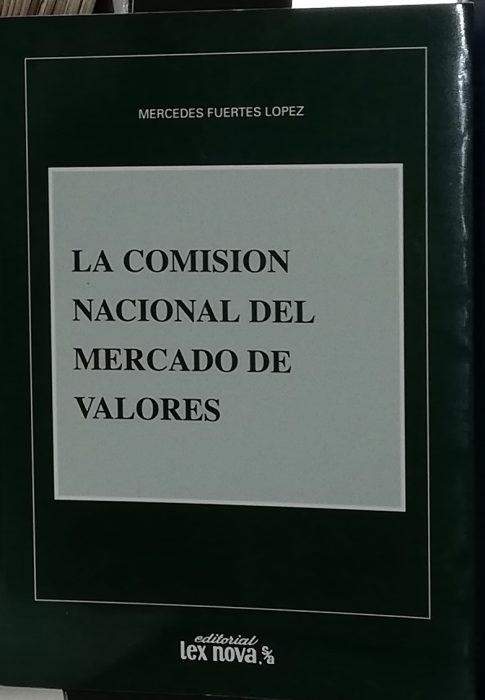 MERCEDES FUERTES LOPEZ
LA COMISION
NACIONAL DEL
MERCADO DE
VALORES
editorial
lex nova, s/a